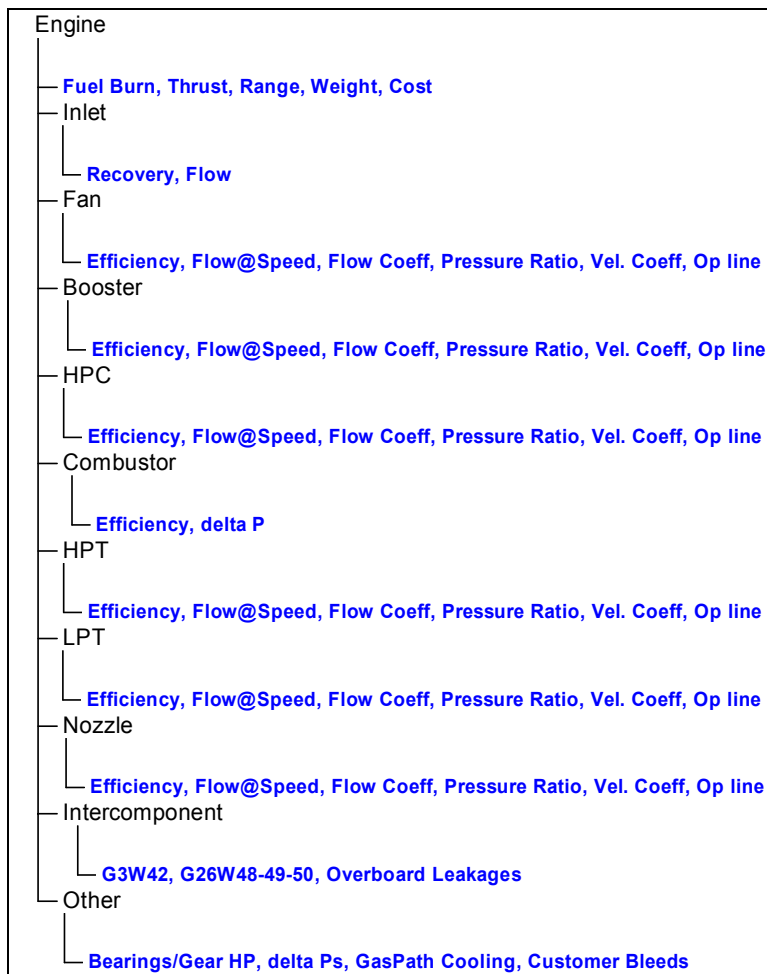 Engine
Fuel Burn, Thrust, Range, Weight, Cost
Inlet
Recovery, Flow
Fan
Efficiency, Flow@Speed, Flow Coeff, Pressure Ratio, Vel. Coeff, Op line
Booster
Efficiency, Flow@Speed, Flow Coeff, Pressure Ratio, Vel. Coeff, Op line
HPC
Efficiency, Flow@Speed, Flow Coeff, Pressure Ratio, Vel. Coeff, Op line
Combustor
Efficiency, delta P
HPT
Efficiency, Flow@Speed, Flow Coeff, Pressure Ratio, Vel. Coeff, Op line
LPT
Efficiency, Flow@Speed, Flow Coeff, Pressure Ratio, Vel. Coeff, Op line
Nozzle
Efficiency, Flow@Speed, Flow Coeff, Pressure Ratio, Vel. Coeff, Op line
Intercomponent
G3W42, G26W48-49-50, Overboard Leakages
Other
Bearings/Gear HP, delta Ps, GasPath Cooling, Customer Bleeds